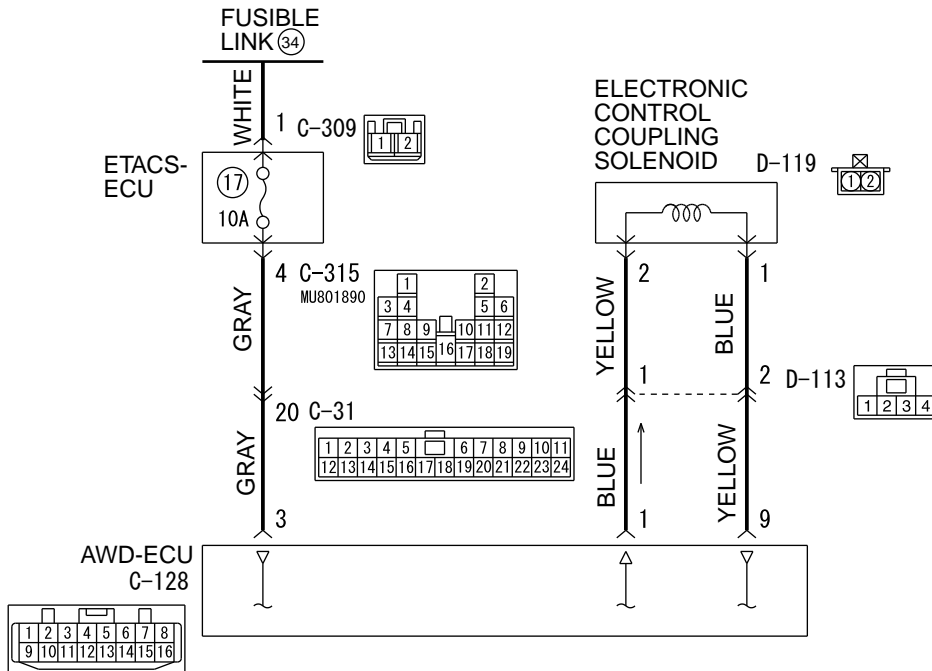 FUSIBLE
LINK 34
WHITE
1 C-309
1 2
ETACS-
ECU
17
10A
ELECTRONIC
CONTROL
COUPLING
SOLENOID
D-119
1 2
4 C-315
MU801890
1 2
3 4 5 6
7 8 9 10 11 12
13 14 15 16 17 18 19
GRAY
2 1
YELLOW
BLUE
1 2 D-113
1 2 3 4
20 C-31
1 2 3 4 5 6 7 8 9 10 11
12 13 14 15 16 17 18 19 20 21 22 23 24
GRAY
BLUE
YELLOW
3 1 9
AWD-ECU
C-128
1 2 3 4 5 6 7 8
9 10 11 12 13 14 15 16